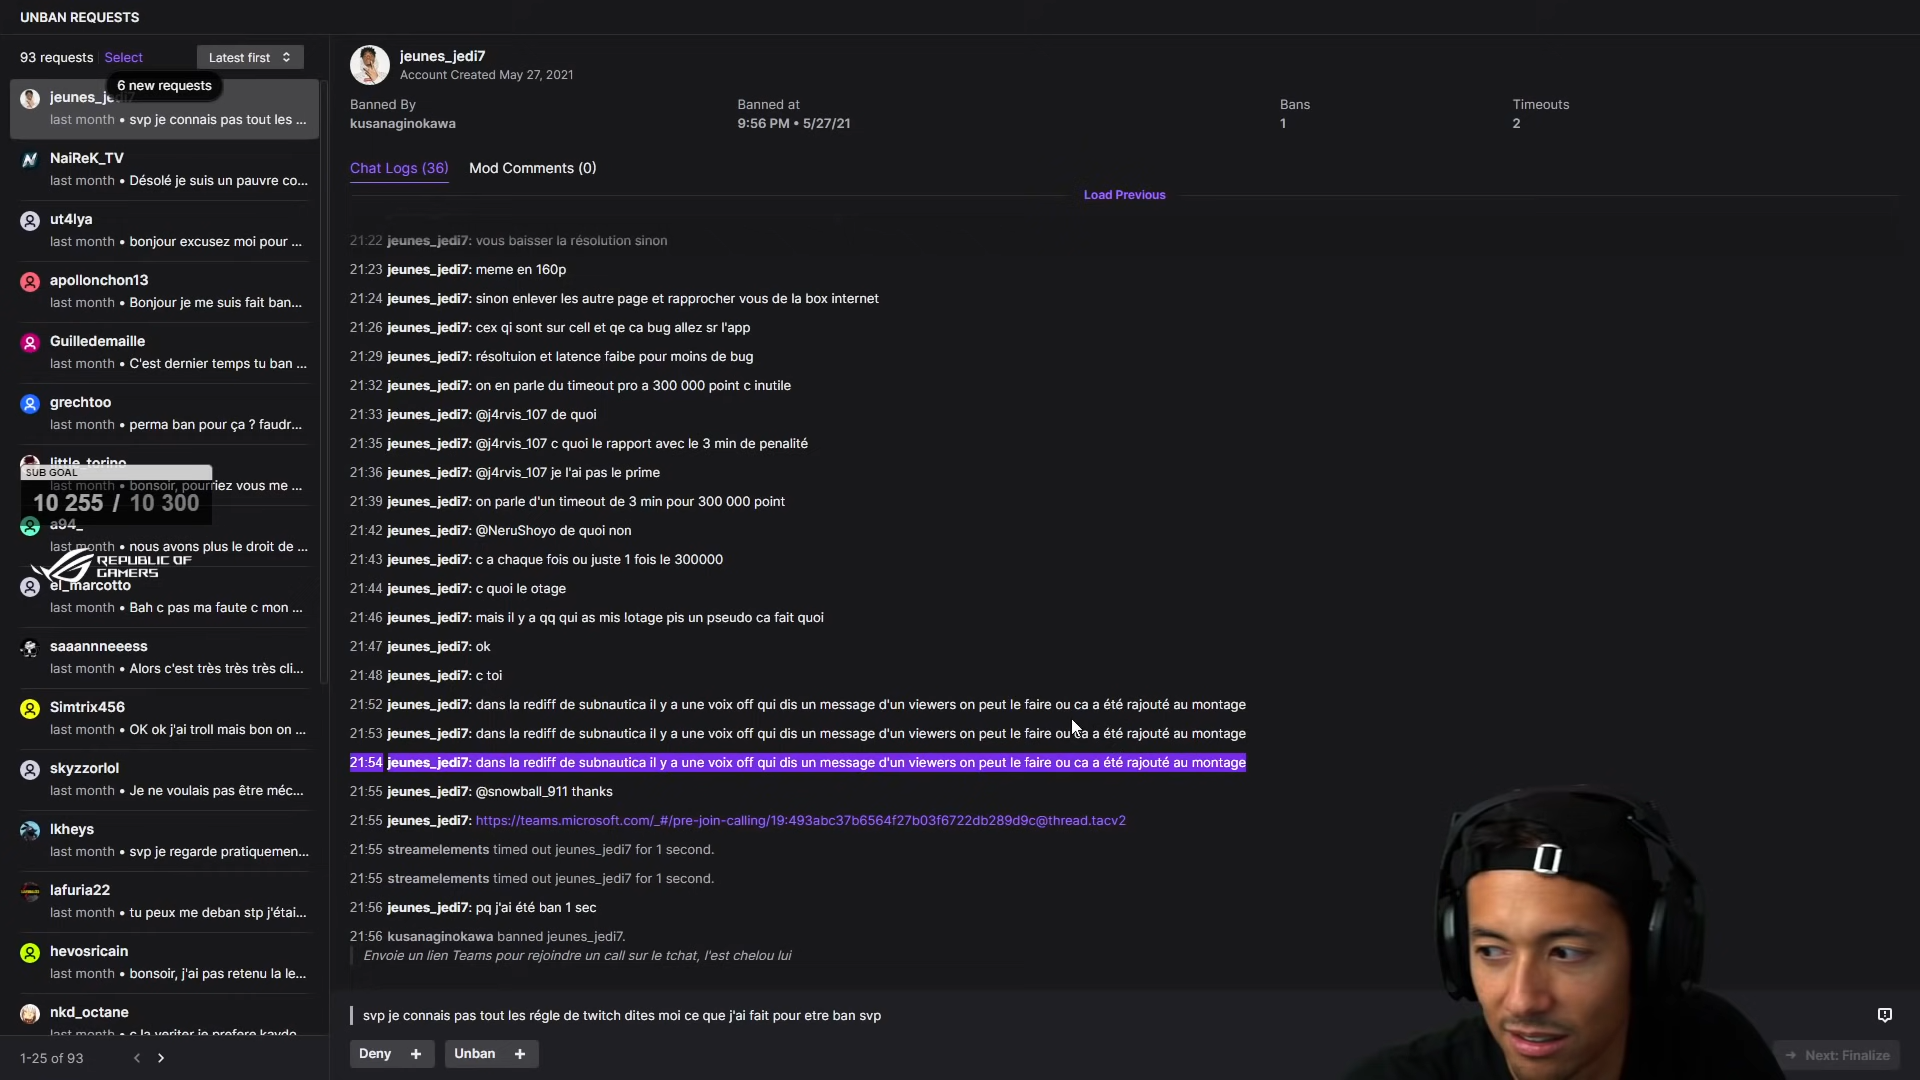 UNBAN REQUESTS
93 requests Select
Latest first
6 new requests
last month • svp je connais pas tout les ...
NaiReK_TV
last month • Désolé je suis un pauvre co...
ut4lya
last month • bonjour excusez moi pour ...
apollonchon13
last month • Bonjour je me suis fait ban...
Guilledemaille
last month • C'est dernier temps tu ban ...
grechtoo
last month • perma ban pour ça ? faudr...
little_torino
SUB GOAL
last month • bonsoir, pourriez vous me ...
10 255 / 10 300
a94_
last month • nous avons plus le droit de ...
REPUBLIC OF
GAMERS
el_marcotto
last month • Bah c pas ma faute c mon ...
saaannneeess
last month • Alors c'est très très très cli...
Simtrix456
last month • OK ok j'ai troll mais bon on ...
skyzzorlol
last month • Je ne voulais pas être méc...
lkheys
last month • svp je regarde pratiquemen...
lafuria22
last month • tu peux me deban stp j'étai...
hevosricain
last month • bonsoir, j'ai pas retenu la le...
nkd_octane
1-25 of 93
jeunes_jedi7
Account Created May 27, 2021
Banned By
kusanaginokawa
Banned at
9:56 PM • 5/27/21
Bans
1
Timeouts
2
Chat Logs (36)
Mod Comments (0)
Load Previous
21:22 jeunes_jedi7: vous baisser la résolution sinon
21:23 jeunes_jedi7: meme en 160p
21:24 jeunes_jedi7: sinon enlever les autre page et rapprocher vous de la box internet
21:26 jeunes_jedi7: cex qi sont sur cell et qe ca bug allez sr l'app
21:29 jeunes_jedi7: résoltuion et latence faibe pour moins de bug
21:32 jeunes_jedi7: on en parle du timeout pro a 300 000 point c inutile
21:33 jeunes_jedi7: @j4rvis_107 de quoi
21:35 jeunes_jedi7: @j4rvis_107 c quoi le rapport avec le 3 min de penalité
21:36 jeunes_jedi7: @j4rvis_107 je l'ai pas le prime
21:39 jeunes_jedi7: on parle d'un timeout de 3 min pour 300 000 point
21:42 jeunes_jedi7: @NeruShoyo de quoi non
21:43 jeunes_jedi7: c a chaque fois ou juste 1 fois le 300000
21:44 jeunes_jedi7: c quoi le otage
21:46 jeunes_jedi7: mais il y a qq qui as mis !otage pis un pseudo ca fait quoi
21:47 jeunes_jedi7: ok
21:48 jeunes_jedi7: c toi
21:52 jeunes_jedi7: dans la rediff de subnautica il y a une voix off qui dis un message d'un viewers on peut le faire ou ca a été rajouté au montage
21:53 jeunes_jedi7: dans la rediff de subnautica il y a une voix off qui dis un message d'un viewers on peut le faire ou ca a été rajouté au montage
21:54 jeunes_jedi7: dans la rediff de subnautica il y a une voix off qui dis un message d'un viewers on peut le faire ou ca a été rajouté au montage
21:55 jeunes_jedi7: @snowball_911 thanks
21:55 jeunes_jedi7: https://teams.microsoft.com/_#/pre-join-calling/19:493abc37b6564f27b03f6722db289d9c@thread.tacv2
21:55 streamelements timed out jeunes_jedi7 for 1 second.
21:55 streamelements timed out jeunes_jedi7 for 1 second.
21:56 jeunes_jedi7: pq j'ai été ban 1 sec
21:56 kusanaginokawa banned jeunes_jedi7.
Envoie un lien Teams pour rejoindre un call sur le tchat, l'est chelou lui
svp je connais pas tout les régle de twitch dites moi ce que j'ai fait pour etre ban svp
Deny +
Unban +
Next: Finalize